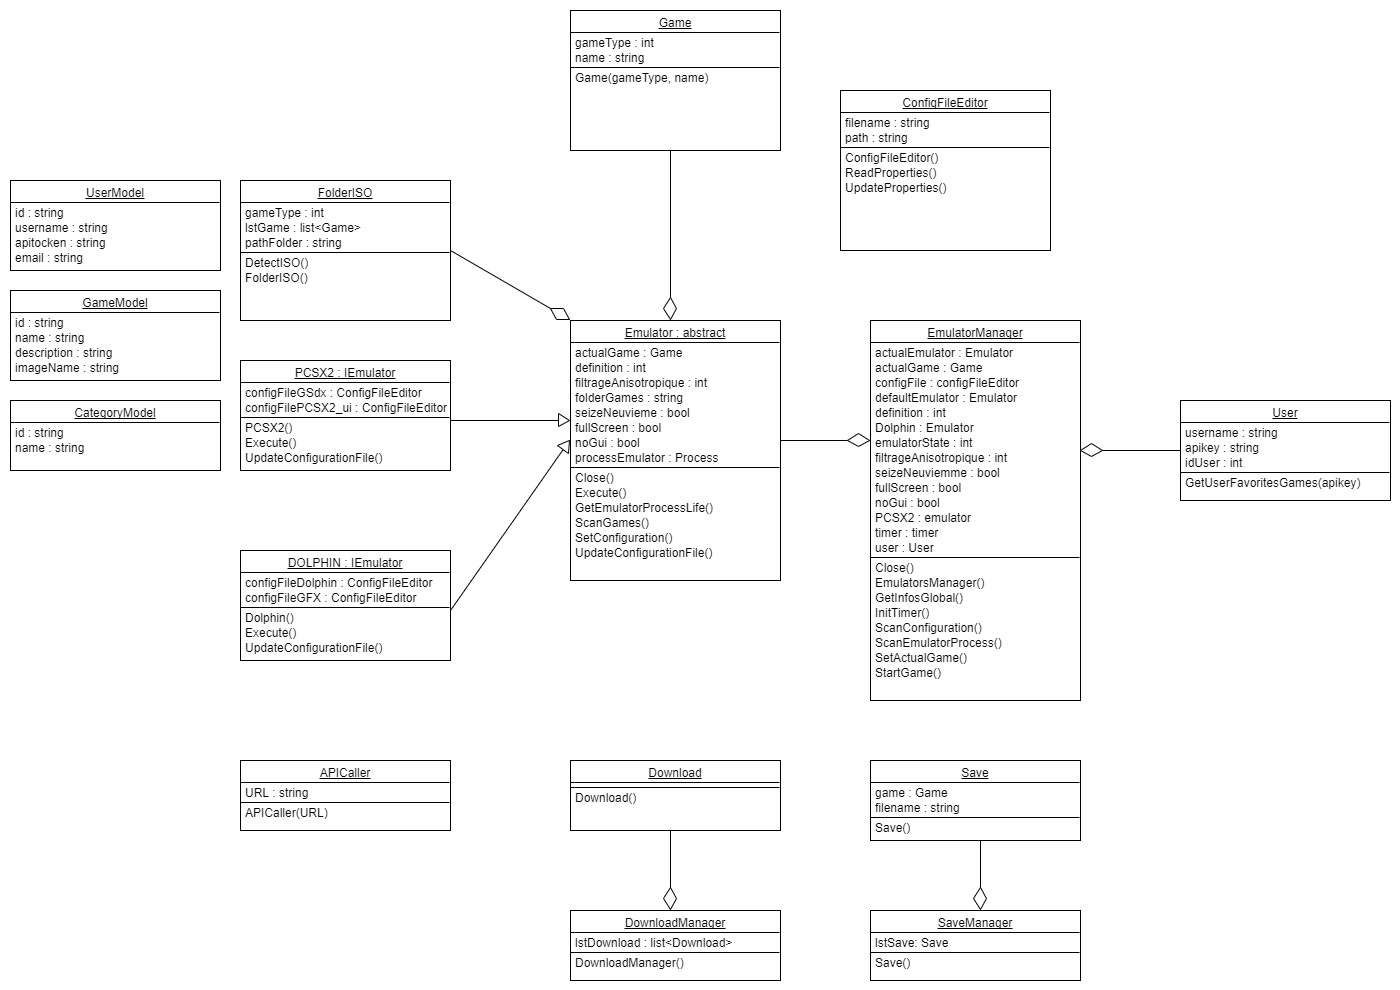 Game
gameType : int
name : string
Game(gameType, name)
ConfigFileEditor
filename : string
path : string
ConfigFileEditor()
ReadProperties()
UpdateProperties()
UserModel
id : string
username : string
apitocken : string
email : string
FolderISO
gameType : int
lstGame : list<Game>
pathFolder : string
DetectISO()
FolderISO()
GameModel
id : string
name : string
description : string
imageName : string
CategoryModel
id : string
name : string
PCSX2 : IEmulator
configFileGSdx : ConfigFileEditor
configFilePCSX2_ui : ConfigFileEditor
PCSX2()
Execute()
UpdateConfigurationFile()
DOLPHIN : IEmulator
configFileDolphin : ConfigFileEditor
configFileGFX : ConfigFileEditor
Dolphin()
Execute()
UpdateConfigurationFile()
Emulator : abstract
actualGame : Game
definition : int
filtrageAnisotropique : int
folderGames : string
seizeNeuvieme : bool
fullScreen : bool
noGui : bool
processEmulator : Process
Close()
Execute()
GetEmulatorProcessLife()
ScanGames()
SetConfiguration()
UpdateConfigurationFile()
EmulatorManager
actualEmulator : Emulator
actualGame : Game
configFile : configFileEditor
defaultEmulator : Emulator
definition : int
Dolphin : Emulator
emulatorState : int
filtrageAnisotropique : int
seizeNeuviemme : bool
fullScreen : bool
noGui : bool
PCSX2 : emulator
timer : timer
user : User
Close()
EmulatorsManager()
GetInfosGlobal()
InitTimer()
ScanConfiguration()
ScanEmulatorProcess()
SetActualGame()
StartGame()
User
username : string
apikey : string
idUser : int
GetUserFavoritesGames(apikey)
APICaller
URL : string
APICaller(URL)
Download
Download()
Save
game : Game
filename : string
Save()
DownloadManager
lstDownload : list<Download>
DownloadManager()
SaveManager
lstSave: Save
Save()